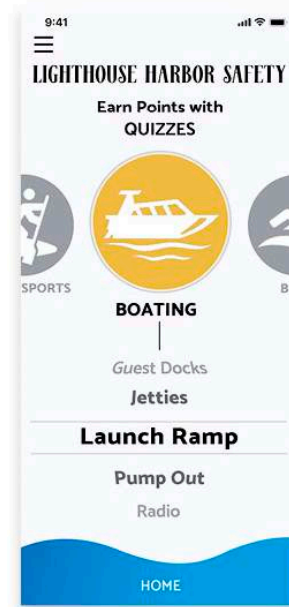 9:41
LIGHTHOUSE HARBOR SAFETY
Earn Points with
QUIZZES
SPORTS
B
BOATING
Guest Docks
Jetties
Launch Ramp
Pump Out
Radio
HOME